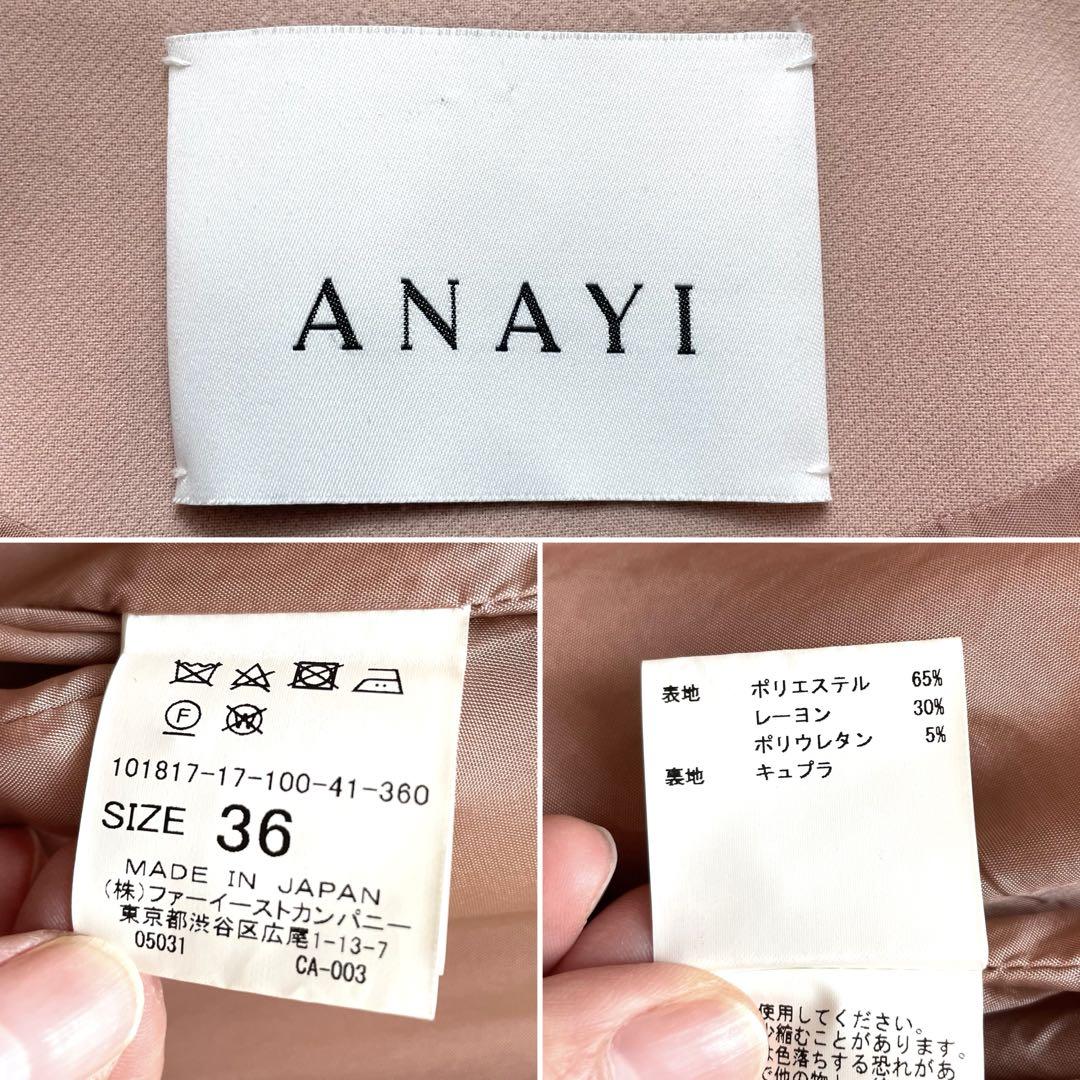 ANAYI
F W
101817-17-100-41-360
SIZE 36
MADE IN JAPAN
(株)ファーイーストカンパニー
東京都渋谷区広尾1-13-7
05031 CA-003
表地 ポリエステル 65%
レーヨン 30%
ポリウレタン 5%
裏地 キュプラ
使用してください。
縮むことがあります。
色落ちする恐れがあ
で他の物